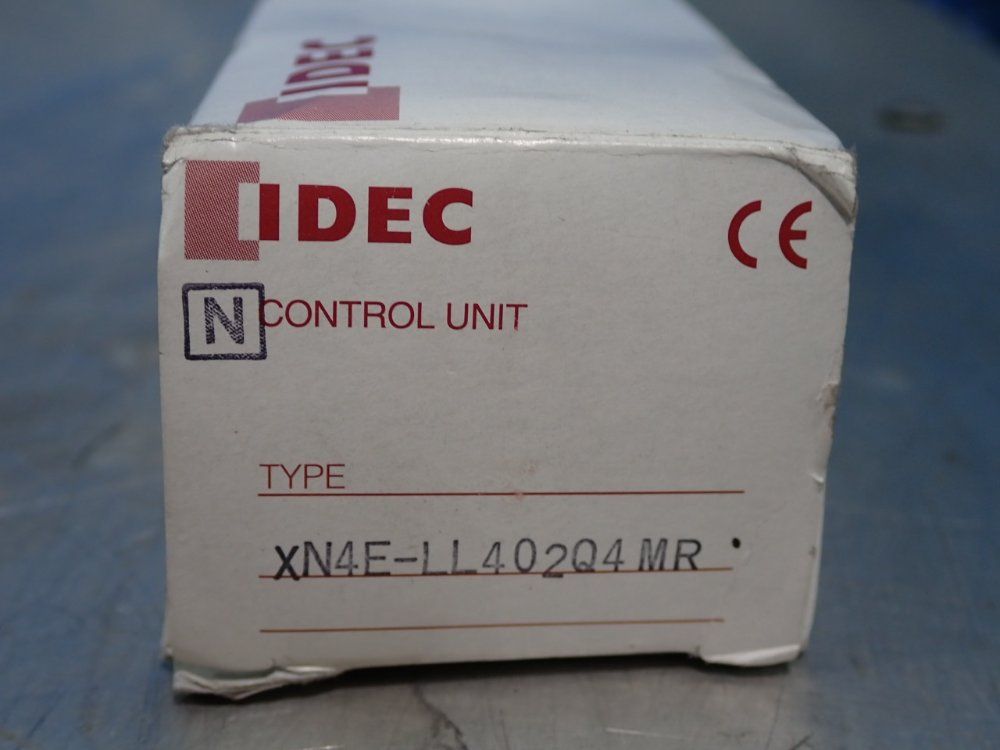 IDEC
IDEC
CE
N
CONTROL UNIT
TYPE
XN4E-LL402Q4MR